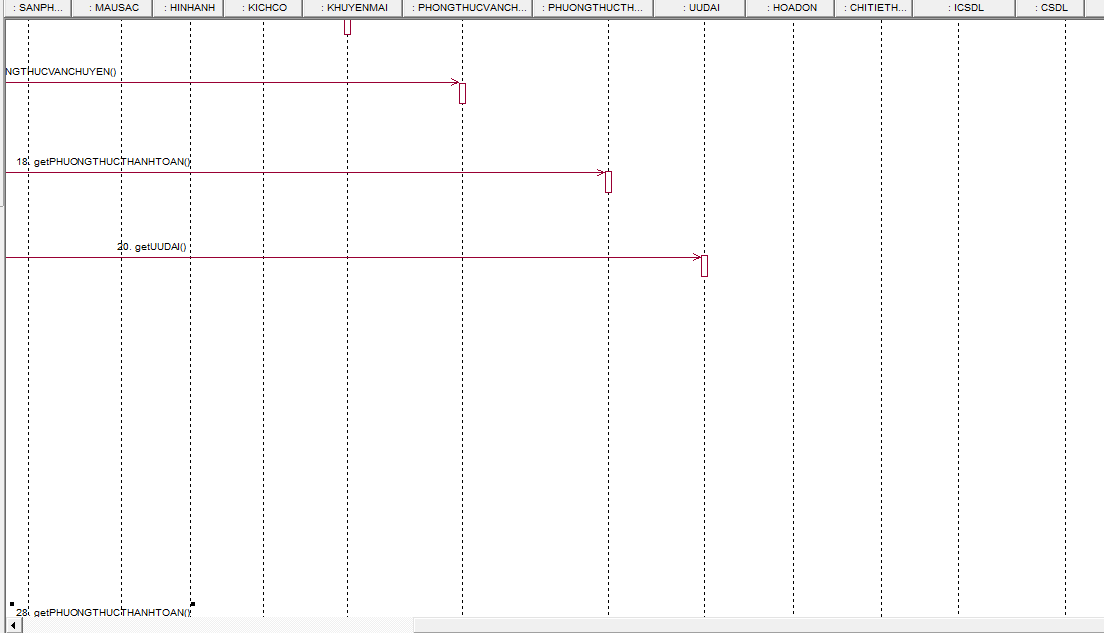 : SANPH...
: MAUSAC
: HINHANH
: KICHCO
: KHUYENMAI
: PHONGTHUCVANCH...
: PHUONGTHUCTH...
: UUDAI
: HOADON
: CHITIETH...
: ICSDL
: CSDL
NGTHUCVANCHUYEN()
18. getPHUONGTHUCTHANHTOAN()
20. getUUDAI()
28. getPHUONGTHUCTHANHTOAN()